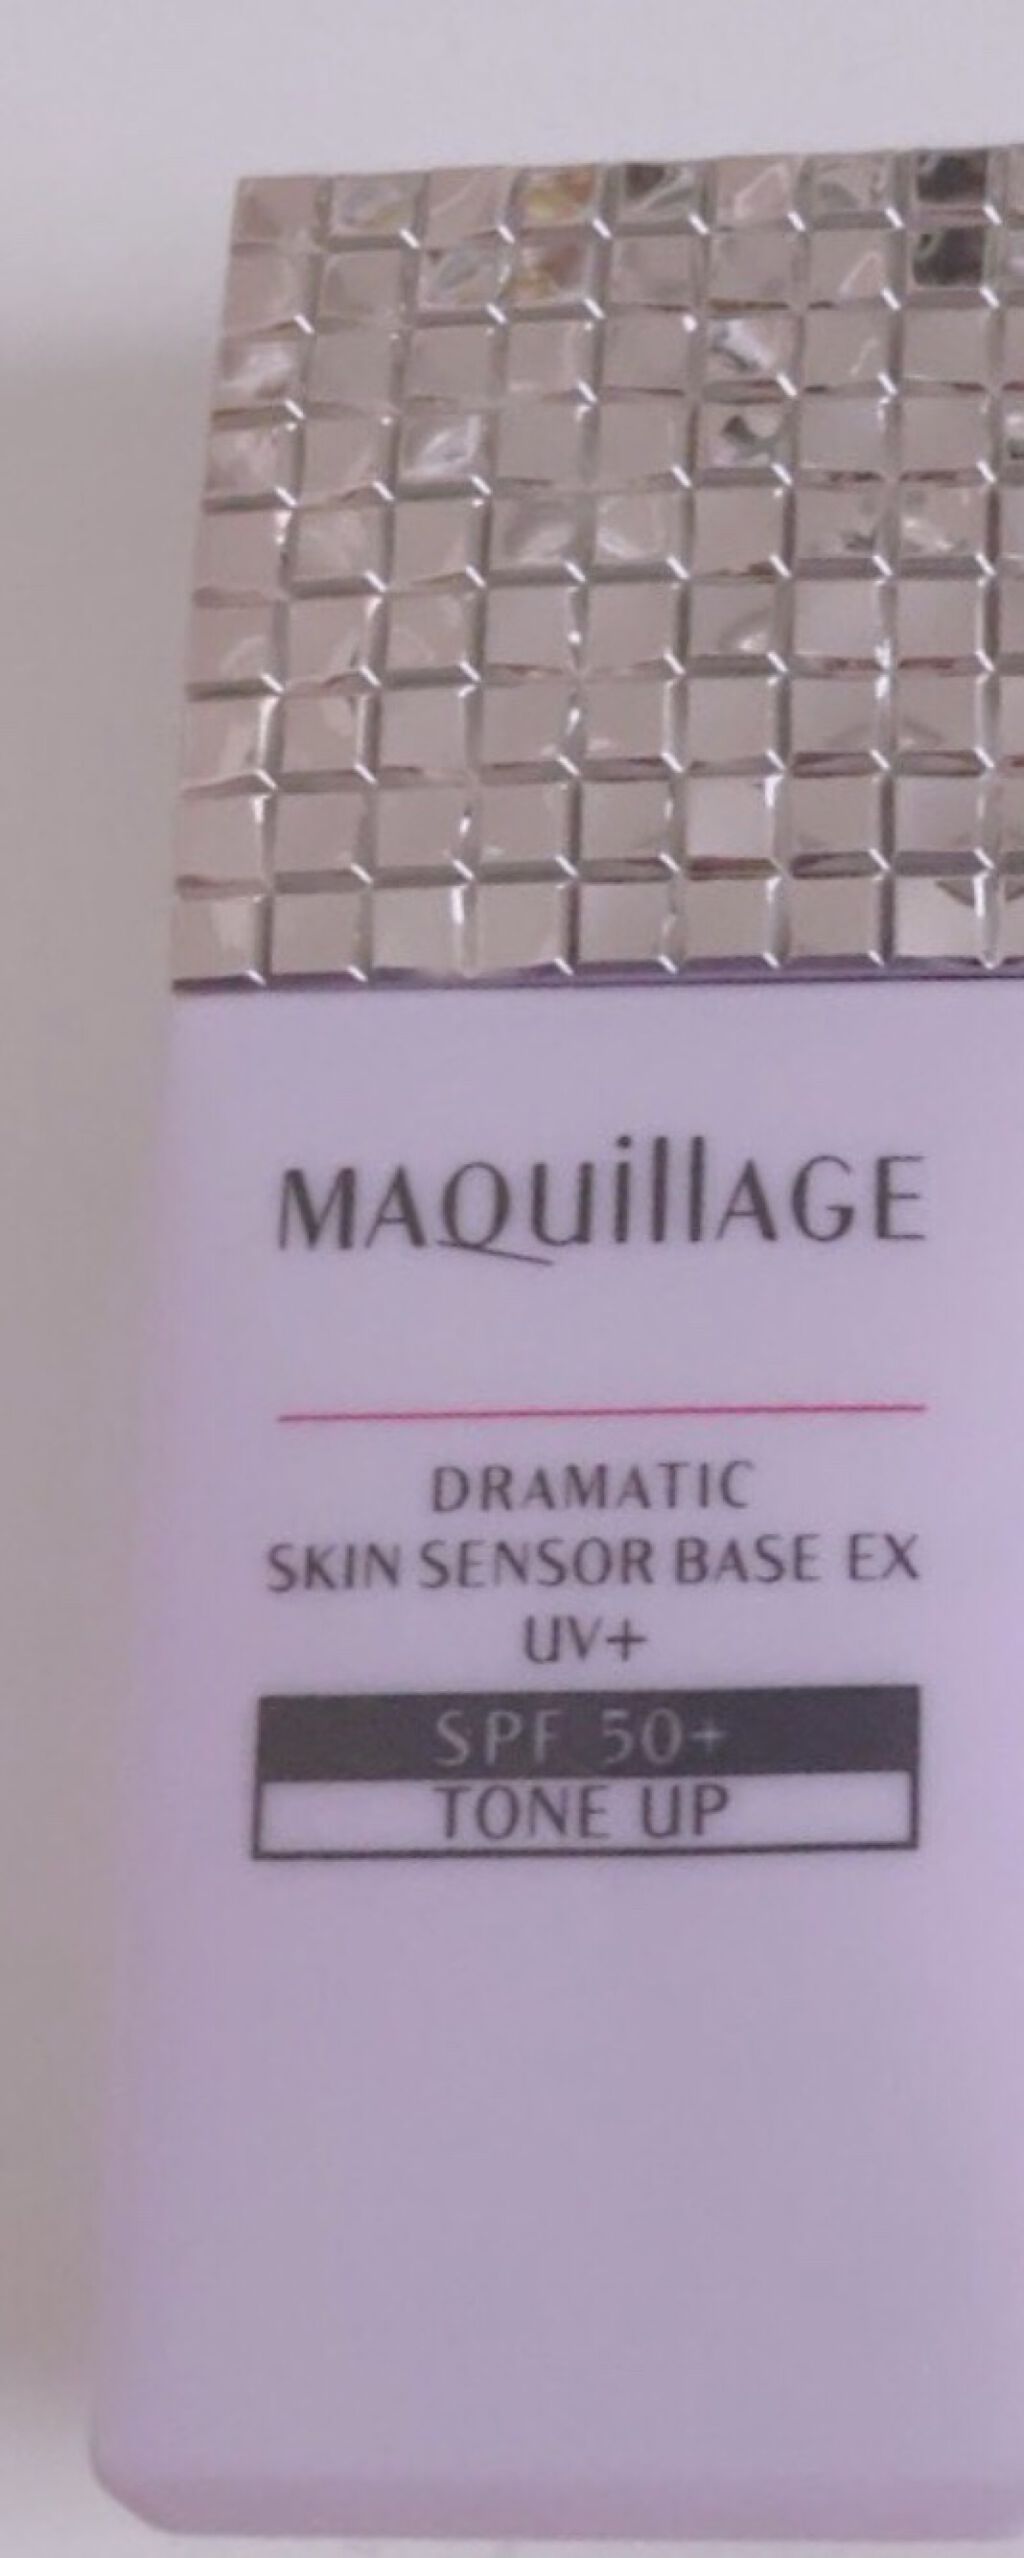 MAQuillAGE
DRAMATIC
SKIN SENSOR BASE EX
UV+
SPF 50+
TONE UP